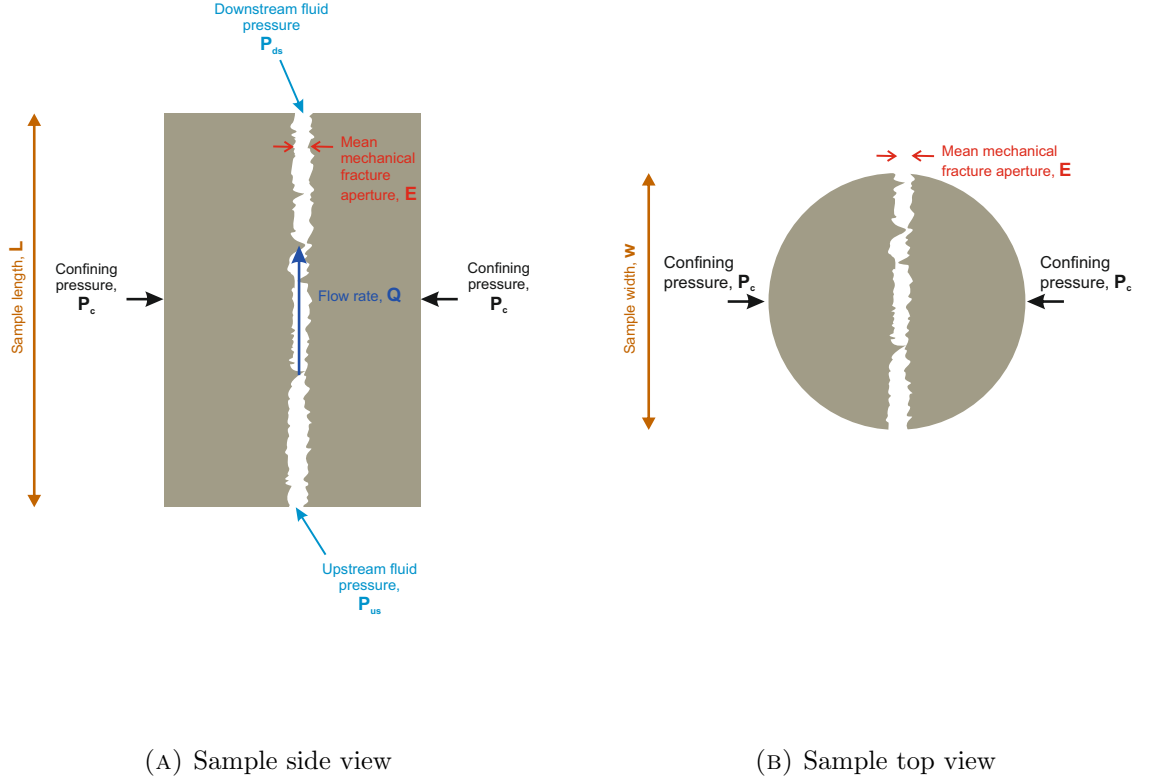 Downstream fluid
pressure
P_ds
Mean
mechanical
fracture
aperture, E
Sample length, L
Confining
pressure,
P_c
Flow rate, Q
Confining
pressure,
P_c
Upstream fluid
pressure,
P_us
(A) Sample side view
Mean mechanical
fracture aperture, E
Sample width, w
Confining
pressure, P_c
Confining
pressure, P_c
(B) Sample top view